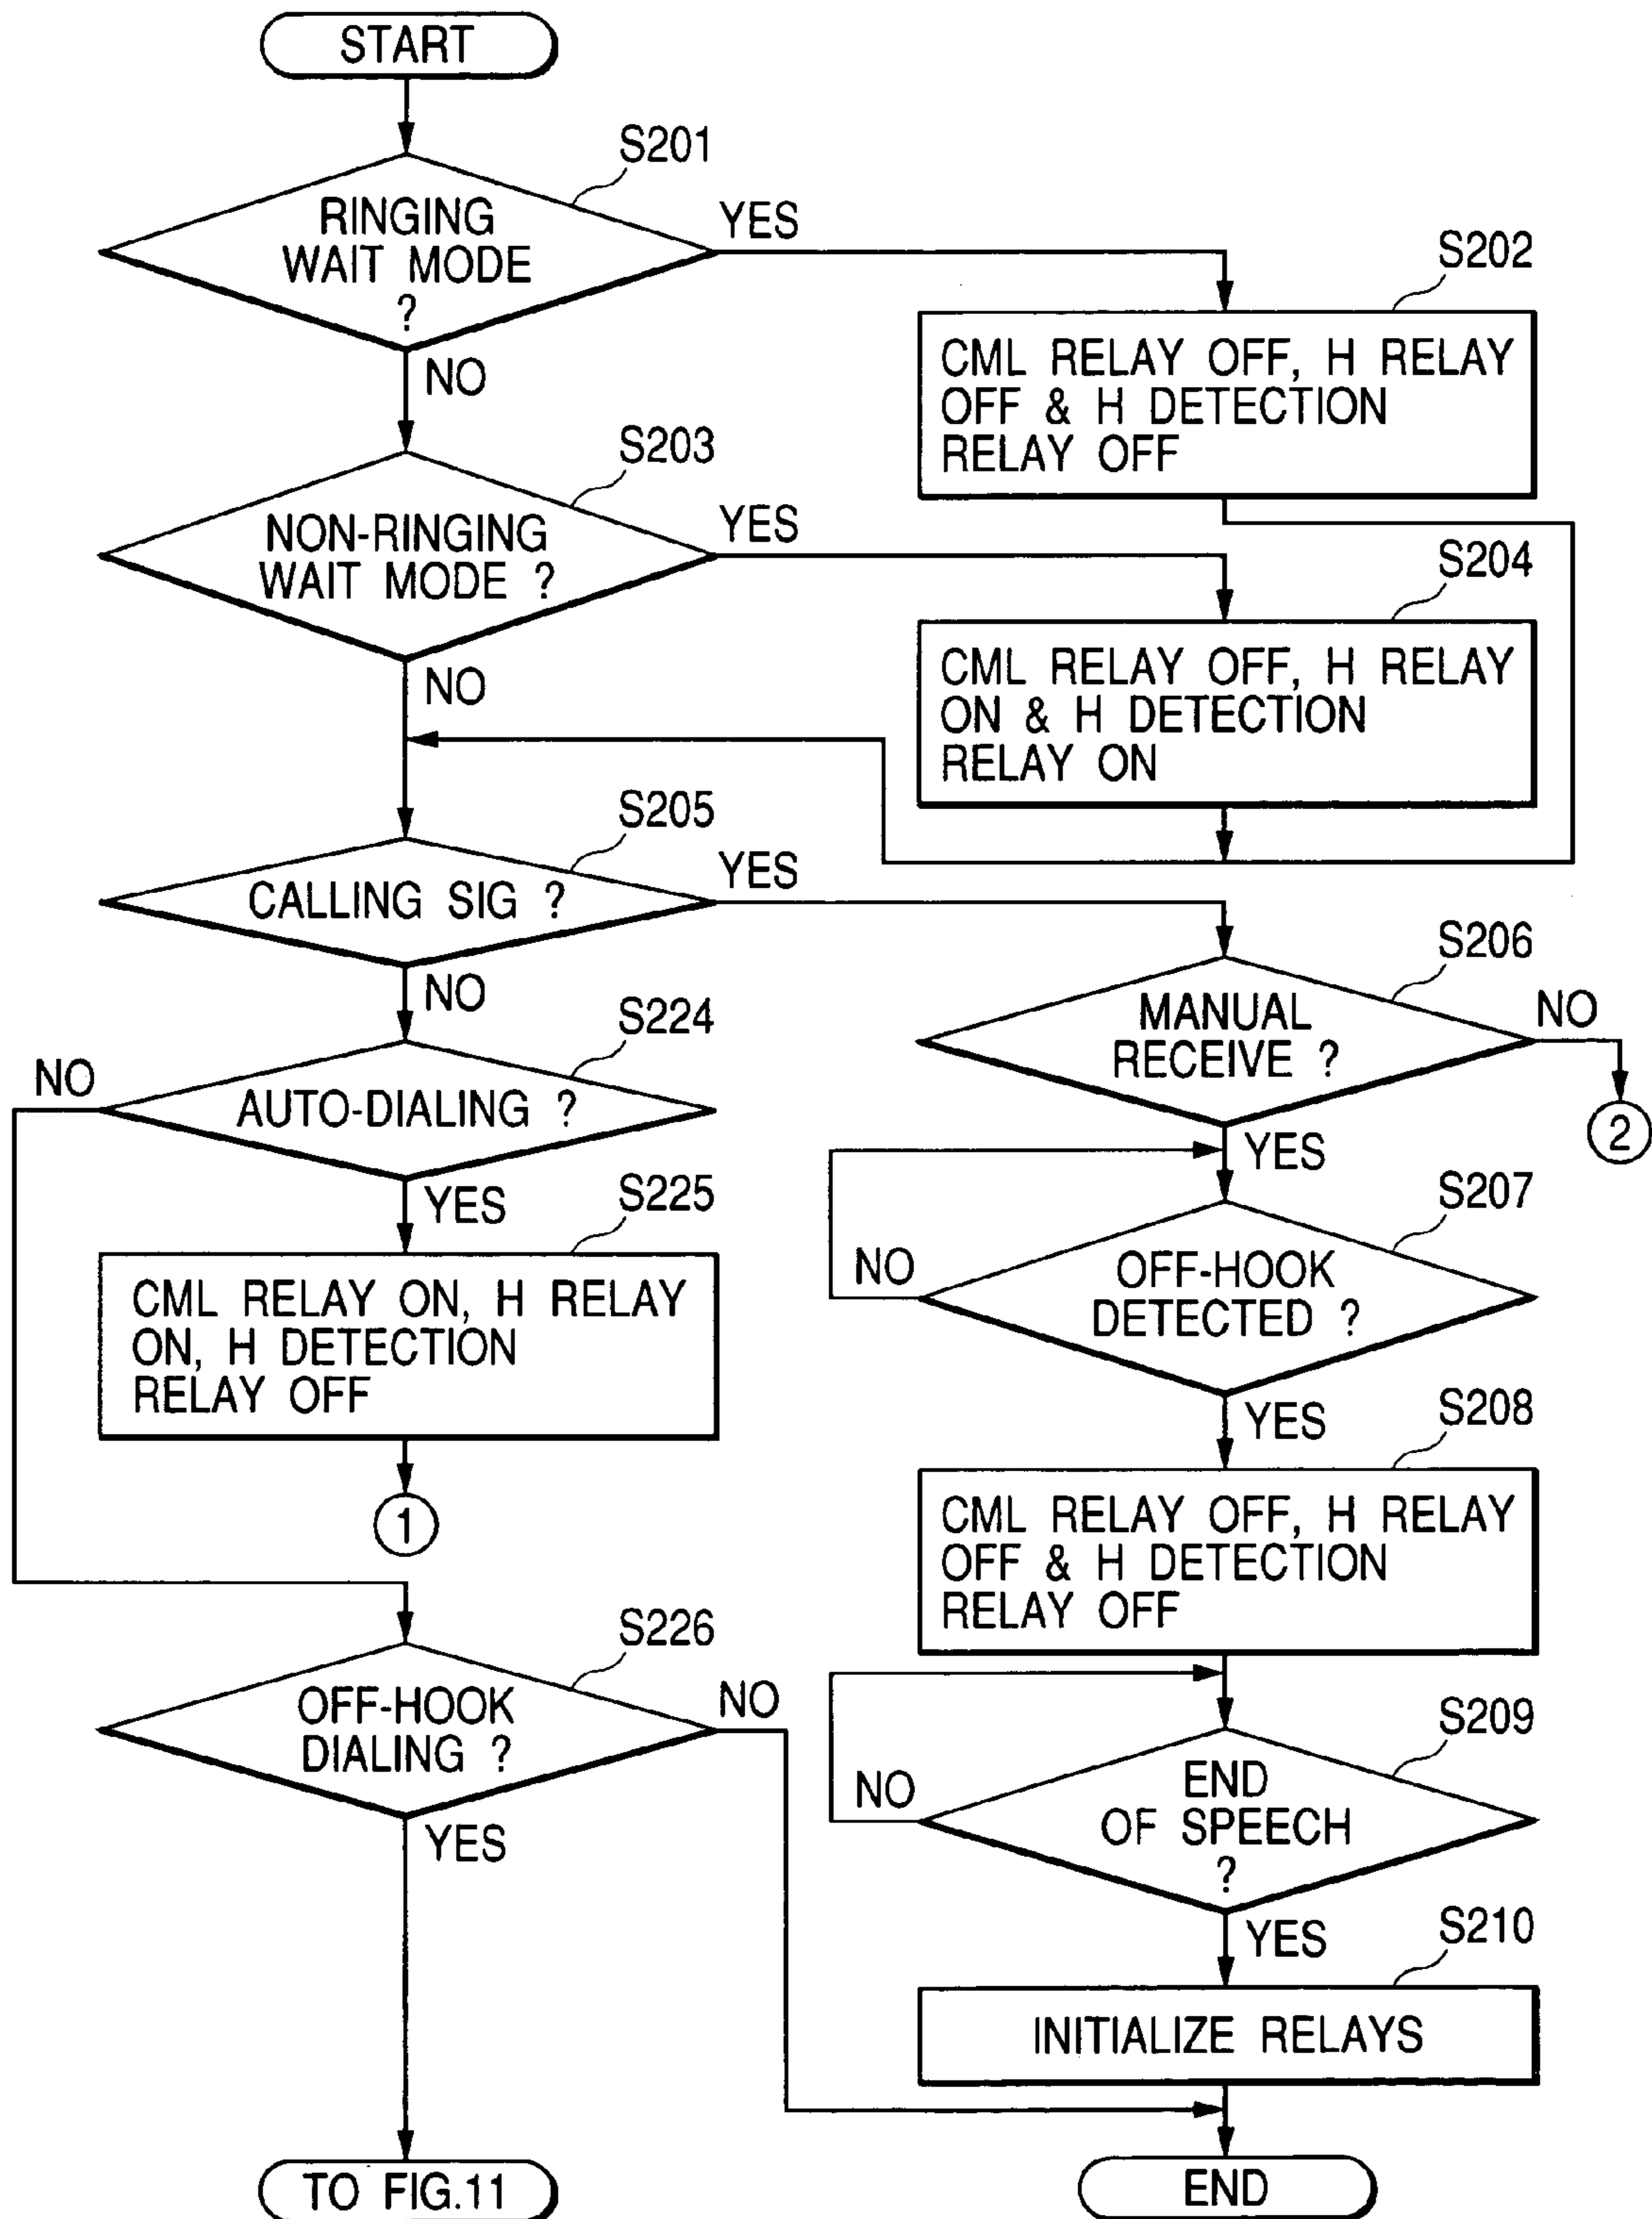 START
S201
RINGING
WAIT MODE
?
YES
NO
S202
CML RELAY OFF, H RELAY
OFF & H DETECTION
RELAY OFF
S203
NON-RINGING
WAIT MODE ?
YES
NO
S204
CML RELAY OFF, H RELAY
ON & H DETECTION
RELAY ON
S205
CALLING SIG ?
YES
NO
S206
MANUAL
RECEIVE ?
NO
2
YES
S224
AUTO-DIALING ?
NO
YES
S207
OFF-HOOK
DETECTED ?
NO
YES
S225
CML RELAY ON, H RELAY
ON, H DETECTION
RELAY OFF
1
S208
CML RELAY OFF, H RELAY
OFF & H DETECTION
RELAY OFF
S226
OFF-HOOK
DIALING ?
NO
YES
S209
END
OF SPEECH
?
NO
YES
S210
INITIALIZE RELAYS
TO FIG.11
END